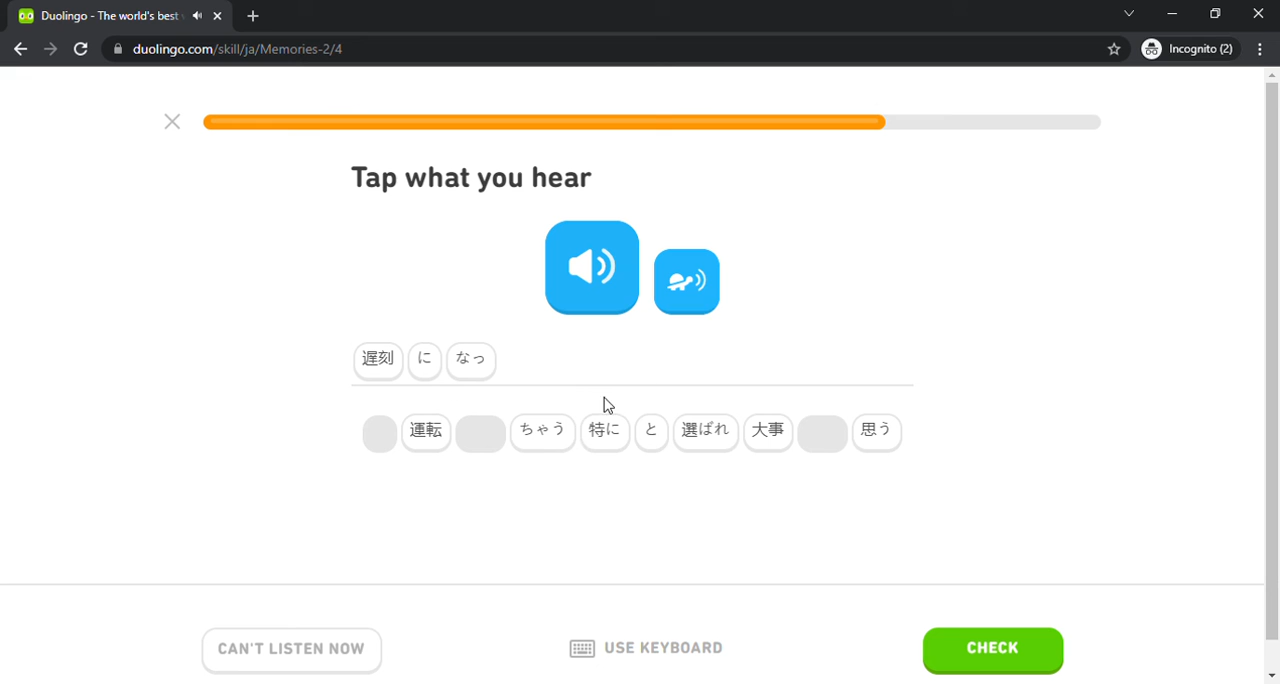 Duolingo - The world's best
duolingo.com/skill/ja/Memories-2/4
Incognito (2)
Tap what you hear
遅刻 に なっ
運転 ちゃう 特に と 選ばれ 大事 思う
CAN'T LISTEN NOW
USE KEYBOARD
CHECK